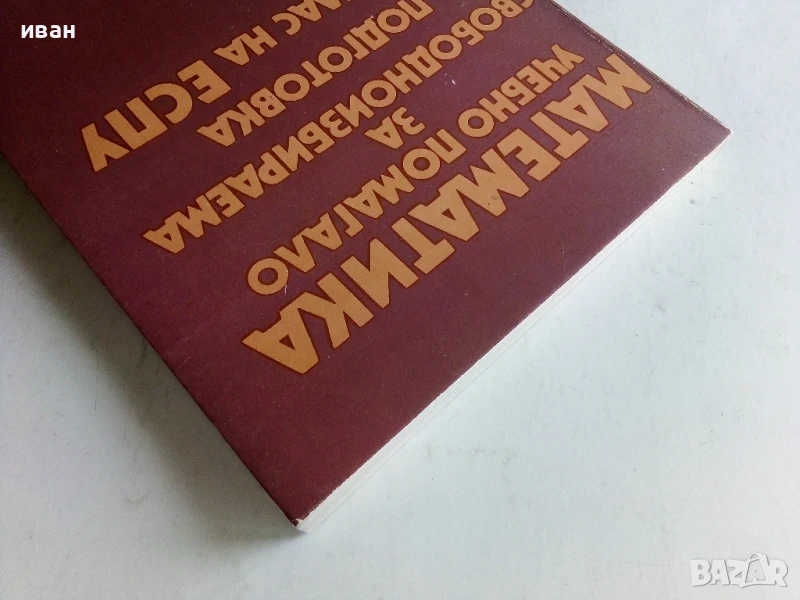 иван
МАТЕМАТИКА
УЧЕБНО ПОМАГАЛО
ЗА
СВОБОДНОИЗБИРАЕМА
ПОДГОТОВКА
НА ЕСПУ
BAZAR